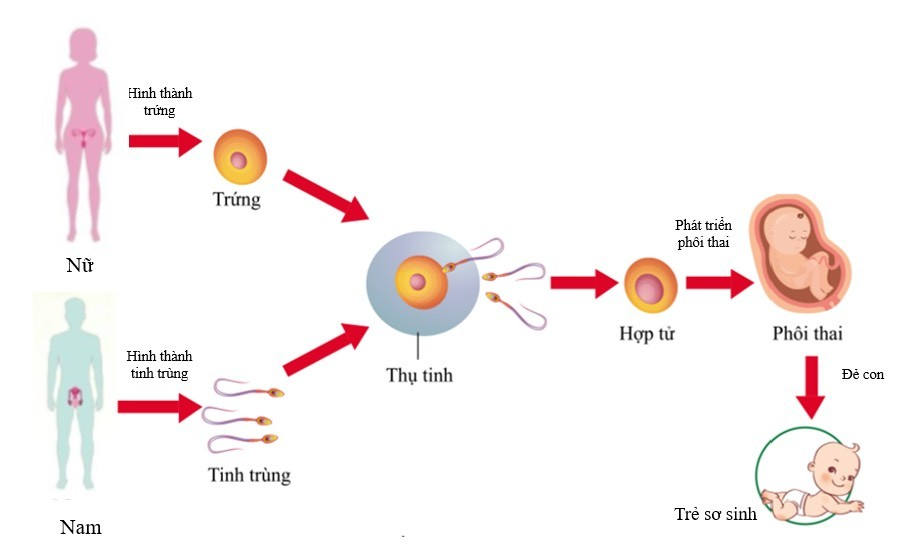 Hình thành
trứng
Trứng
Nữ
Hình thành
tinh trùng
Tinh trùng
Nam
Thụ tinh
Hợp tử
Phát triển
phôi thai
Phôi thai
Đẻ con
Trẻ sơ sinh